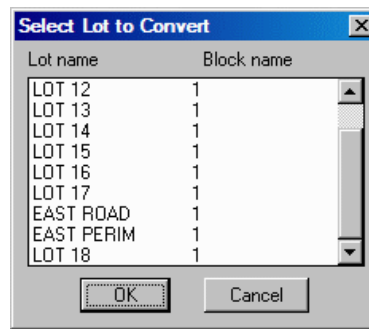 Select Lot to Convert
Lot name Block name
LOT 12 1
LOT 13 1
LOT 14 1
LOT 15 1
LOT 16 1
LOT 17 1
EAST ROAD 1
EAST PERIM 1
LOT 18 1
OK Cancel